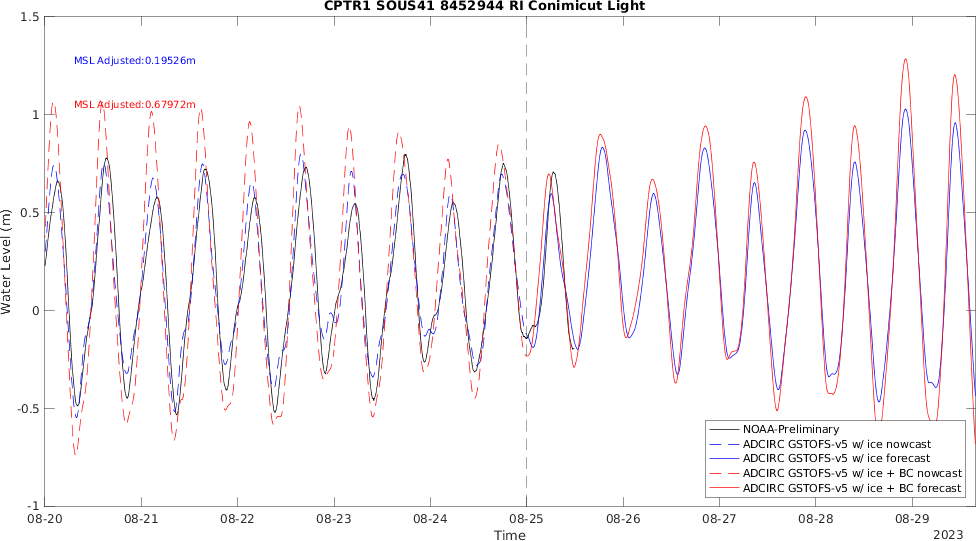 CPTR1 SOUS41 8452944 RI Conimicut Light
1.5
MSL Adjusted:0.19526m
MSL Adjusted:0.67972m
1
0.5
Water Level (m)
0
-0.5
-1
NOAA-Preliminary
ADCIRC GSTOFS-v5 w/ ice nowcast
ADCIRC GSTOFS-v5 w/ ice forecast
ADCIRC GSTOFS-v5 w/ ice + BC nowcast
ADCIRC GSTOFS-v5 w/ ice + BC forecast
08-20 08-21 08-22 08-23 08-24 08-25 08-26 08-27 08-28 08-29
Time
2023